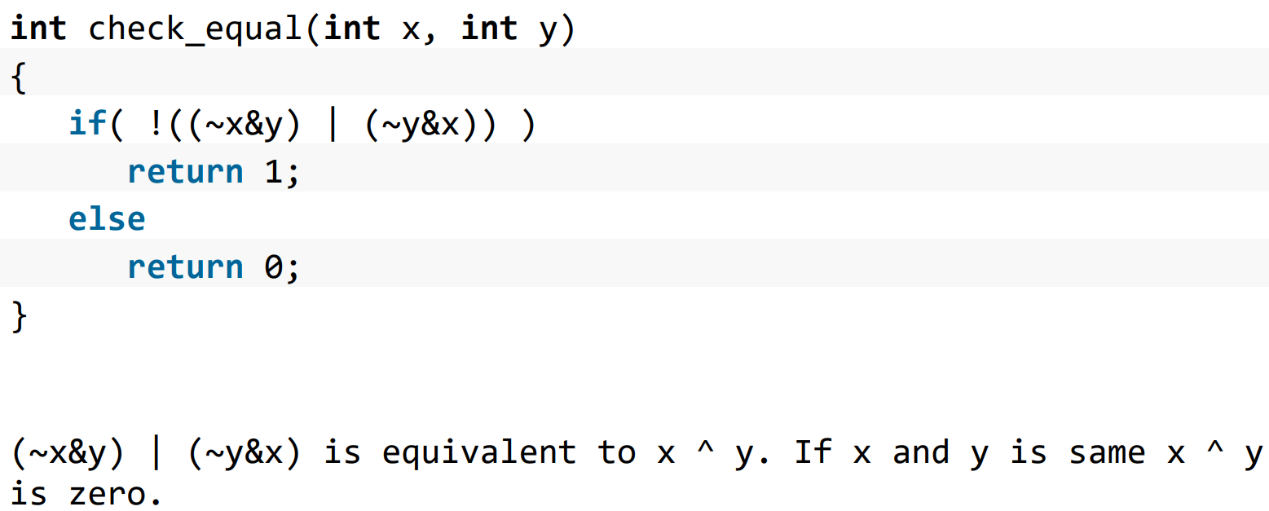 int check_equal(int x, int y)
{
   if( !((~x&y) | (~y&x)) )
      return 1;
   else
      return 0;
}
(~x&y) | (~y&x) is equivalent to x ^ y. If x and y is same x ^ y
is zero.